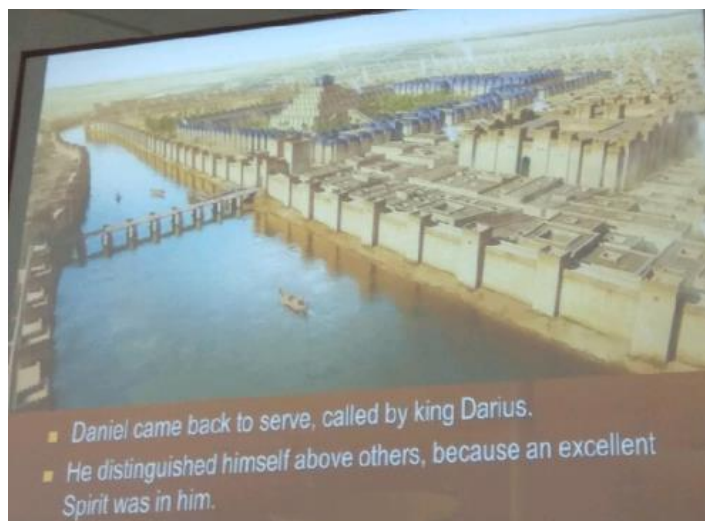 Daniel came back to serve, called by king Darius.
He distinguished himself above others, because an excellent
Spirit was in him.